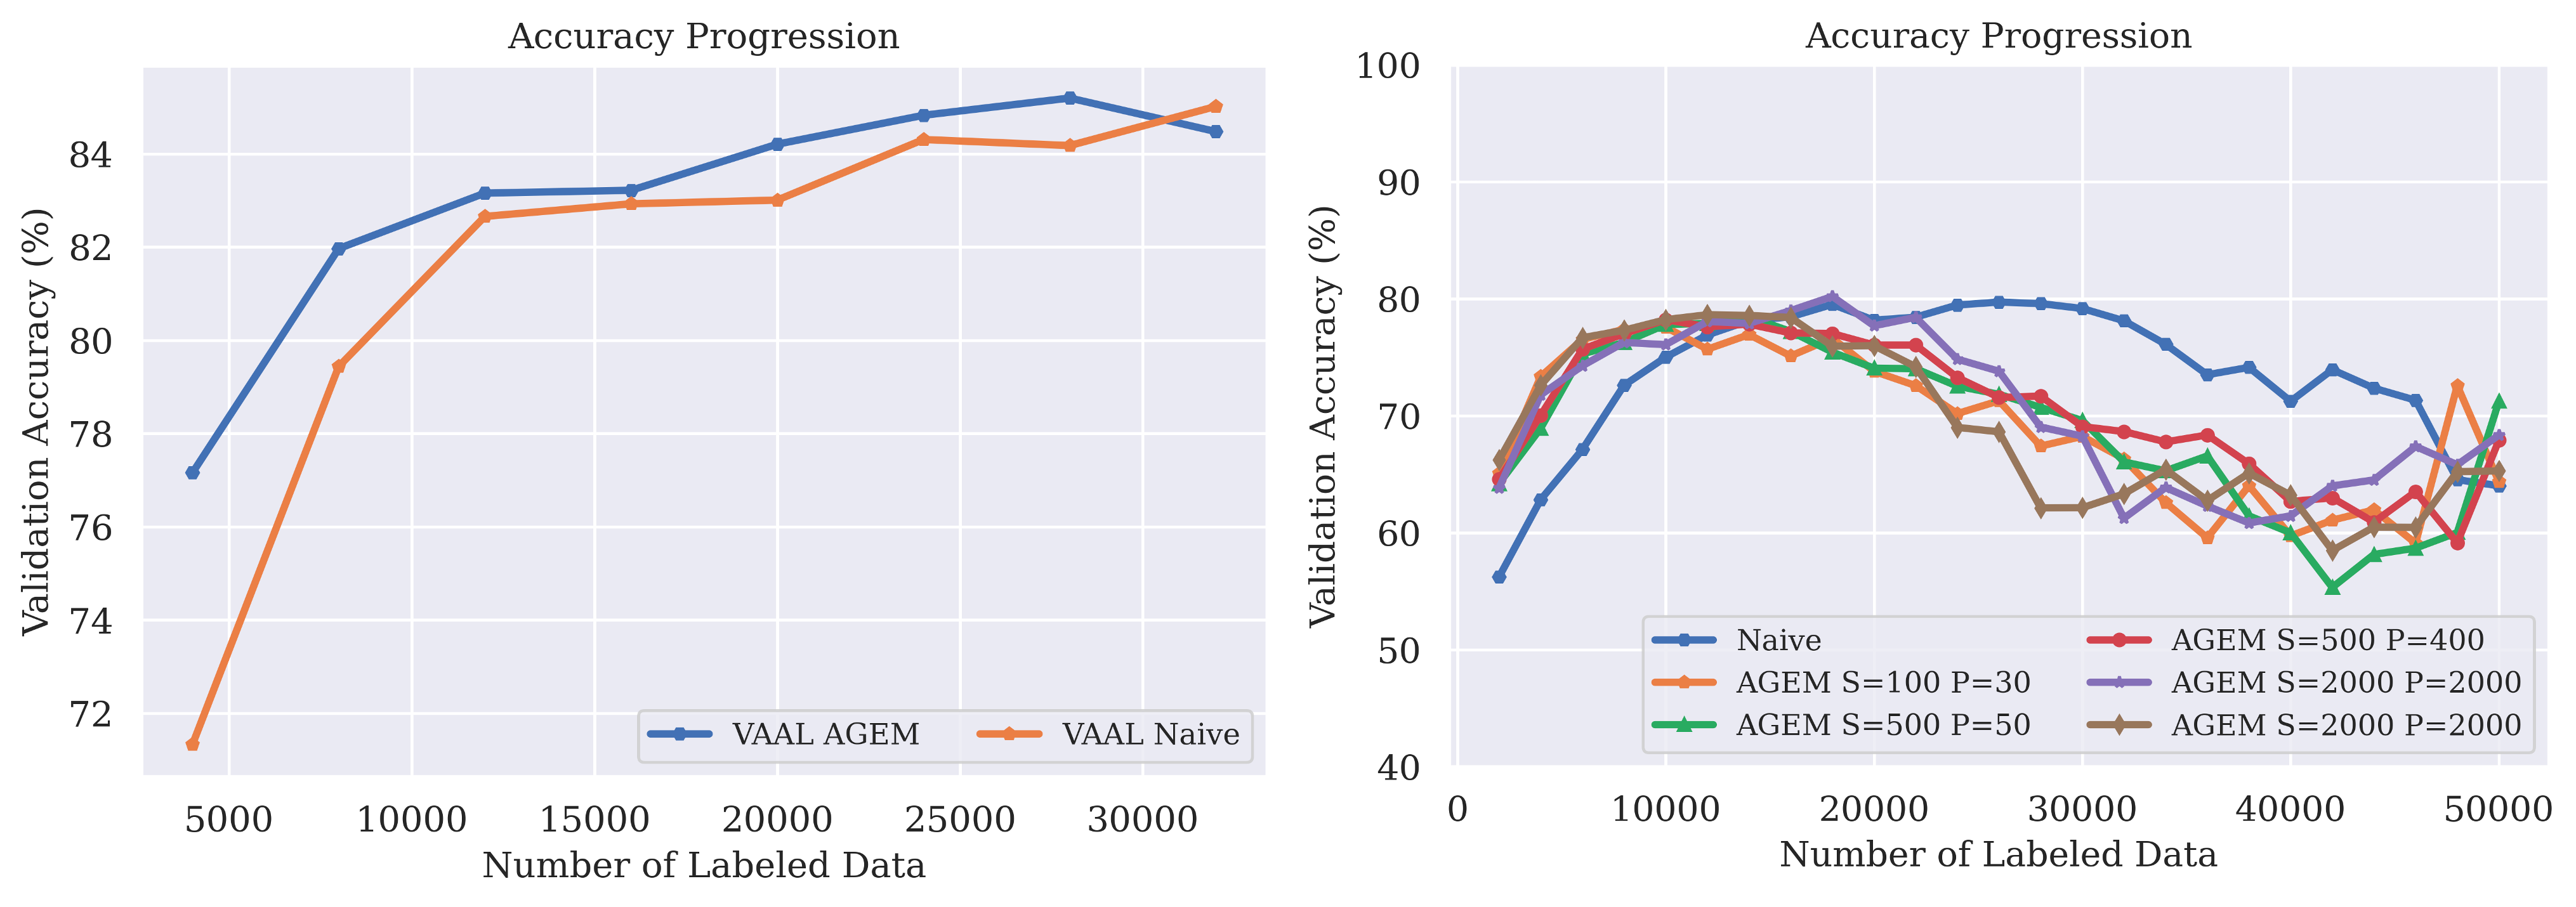 Accuracy Progression
Validation Accuracy (%)
84
82
80
78
76
74
72
VAAL AGEM
VAAL Naive
5000
10000
15000
20000
25000
30000
Number of Labeled Data
Accuracy Progression
Validation Accuracy (%)
100
90
80
70
60
50
40
Naive
AGEM S=100 P=30
AGEM S=500 P=50
AGEM S=500 P=400
AGEM S=2000 P=2000
AGEM S=2000 P=2000
0
10000
20000
30000
40000
50000
Number of Labeled Data